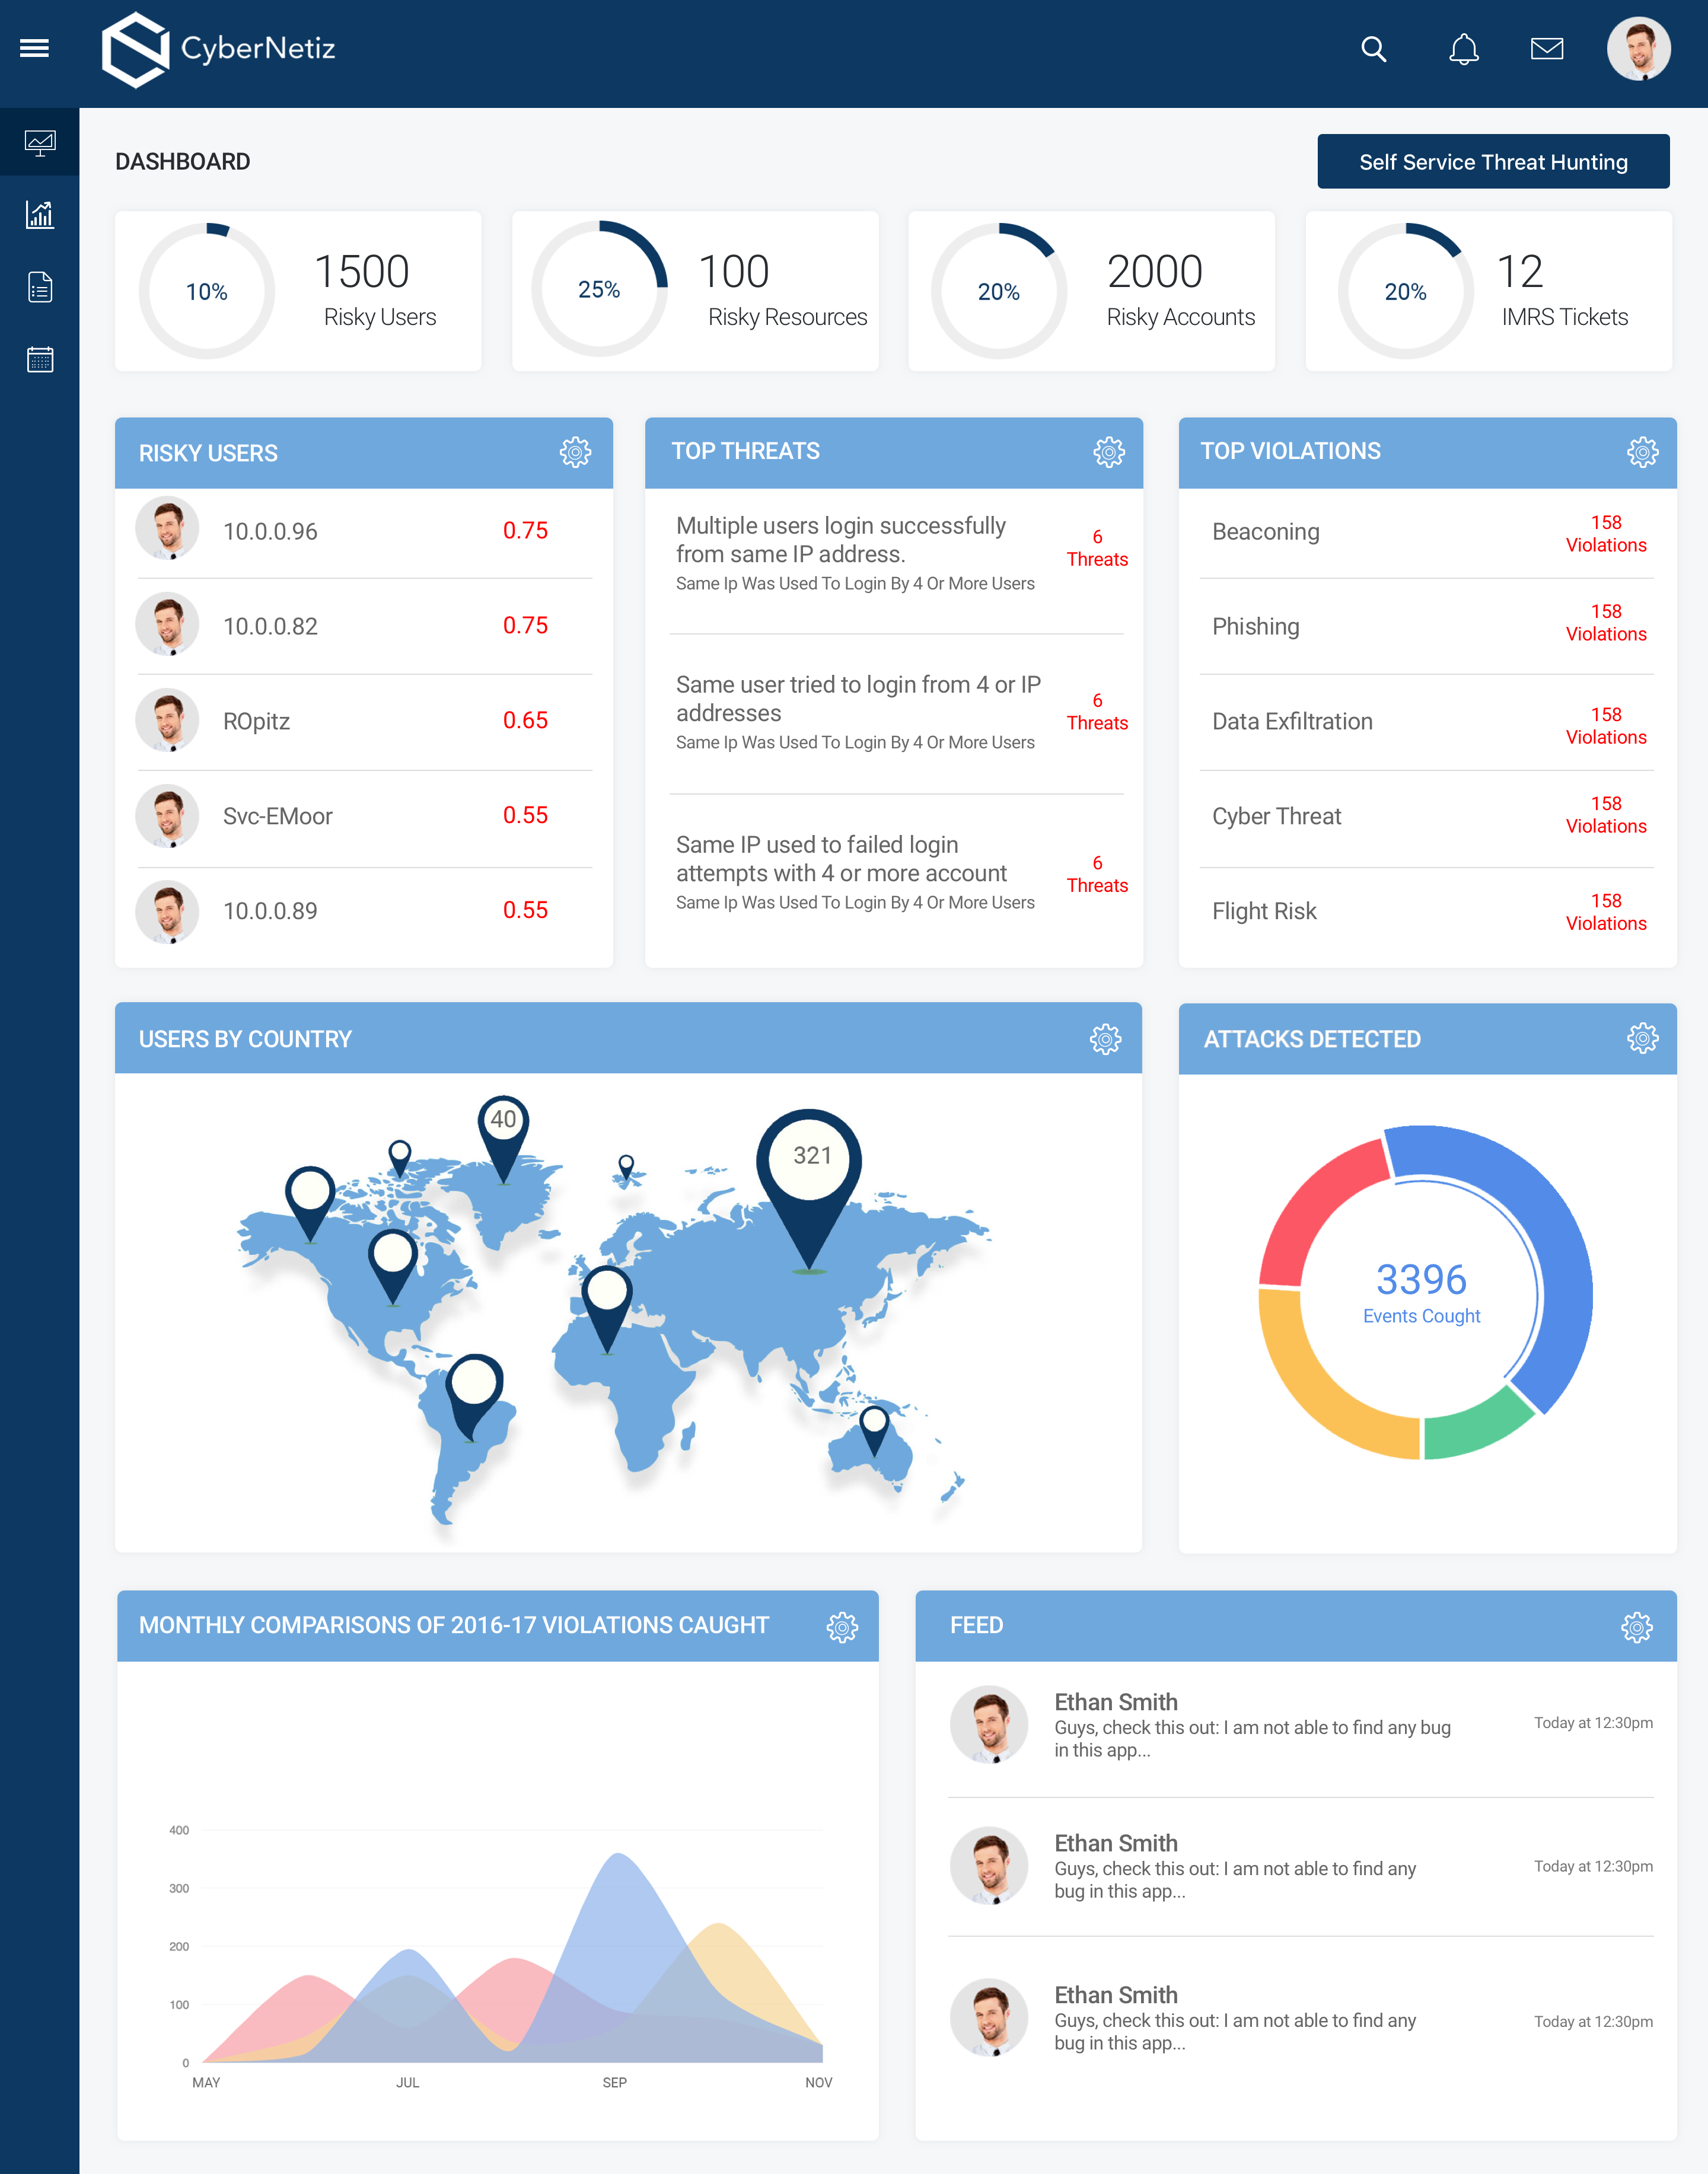 CyberNetiz
DASHBOARD
Self Service Threat Hunting
10%
1500
Risky Users
25%
100
Risky Resources
20%
2000
Risky Accounts
20%
12
IMRS Tickets
RISKY USERS
10.0.0.96
0.75
10.0.0.82
0.75
ROpitz
0.65
Svc-EMoor
0.55
10.0.0.89
0.55
TOP THREATS
Multiple users login successfully
from same IP address.
Same Ip Was Used To Login By 4 Or More Users
6
Threats
Same user tried to login from 4 or IP
addresses
Same Ip Was Used To Login By 4 Or More Users
6
Threats
Same IP used to failed login
attempts with 4 or more account
Same Ip Was Used To Login By 4 Or More Users
6
Threats
TOP VIOLATIONS
Beaconing
158
Violations
Phishing
158
Violations
Data Exfiltration
158
Violations
Cyber Threat
158
Violations
Flight Risk
158
Violations
USERS BY COUNTRY
40
321
ATTACKS DETECTED
3396
Events Cought
MONTHLY COMPARISONS OF 2016-17 VIOLATIONS CAUGHT
400
300
200
100
0
MAY
JUL
SEP
NOV
FEED
Ethan Smith
Guys, check this out: I am not able to find any bug
in this app...
Today at 12:30pm
Ethan Smith
Guys, check this out: I am not able to find any
bug in this app...
Today at 12:30pm
Ethan Smith
Guys, check this out: I am not able to find any
bug in this app...
Today at 12:30pm